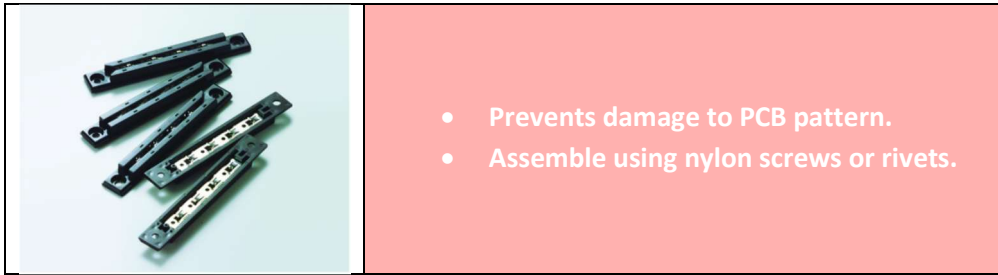 • Prevents damage to PCB pattern.
• Assemble using nylon screws or rivets.